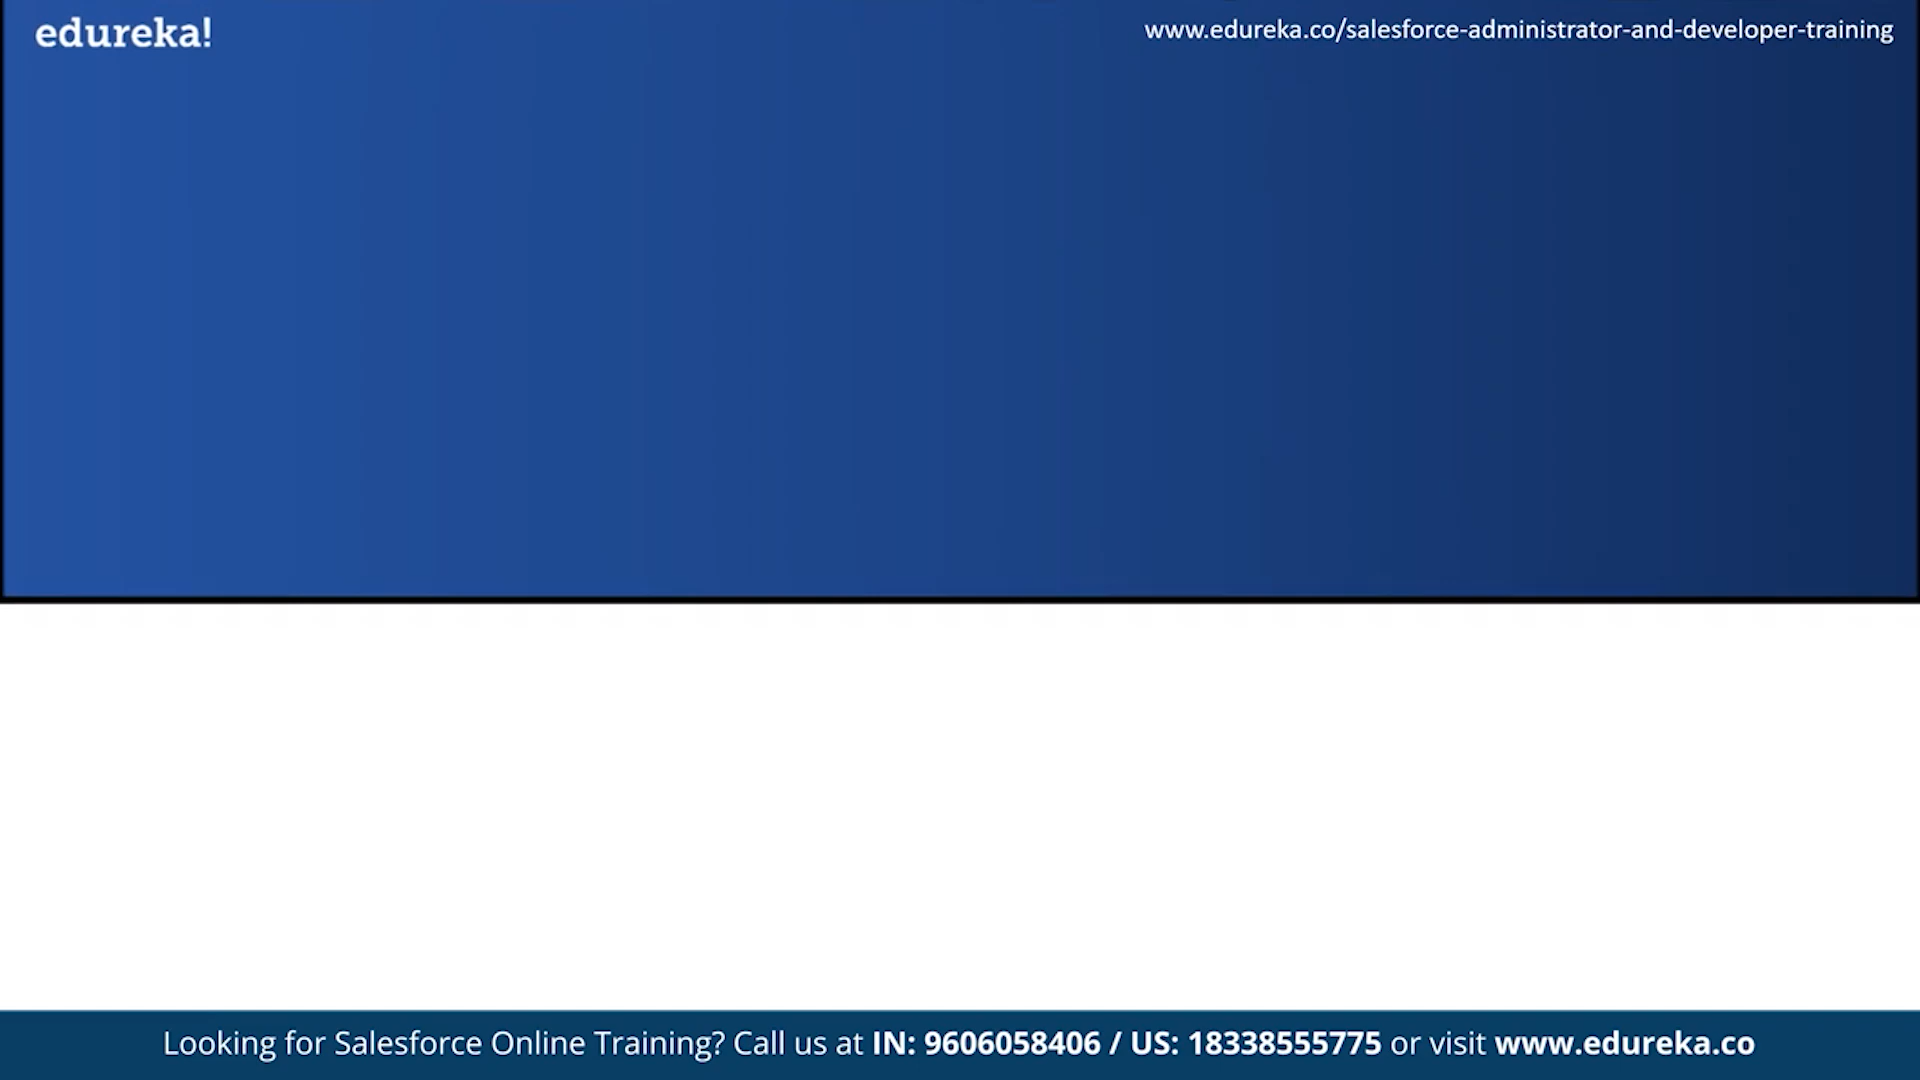 edureka!
www.edureka.co/salesforce-administrator-and-developer-training
Looking for Salesforce Online Training? Call us at IN: 9606058406 / US: 18338555775 or visit www.edureka.co